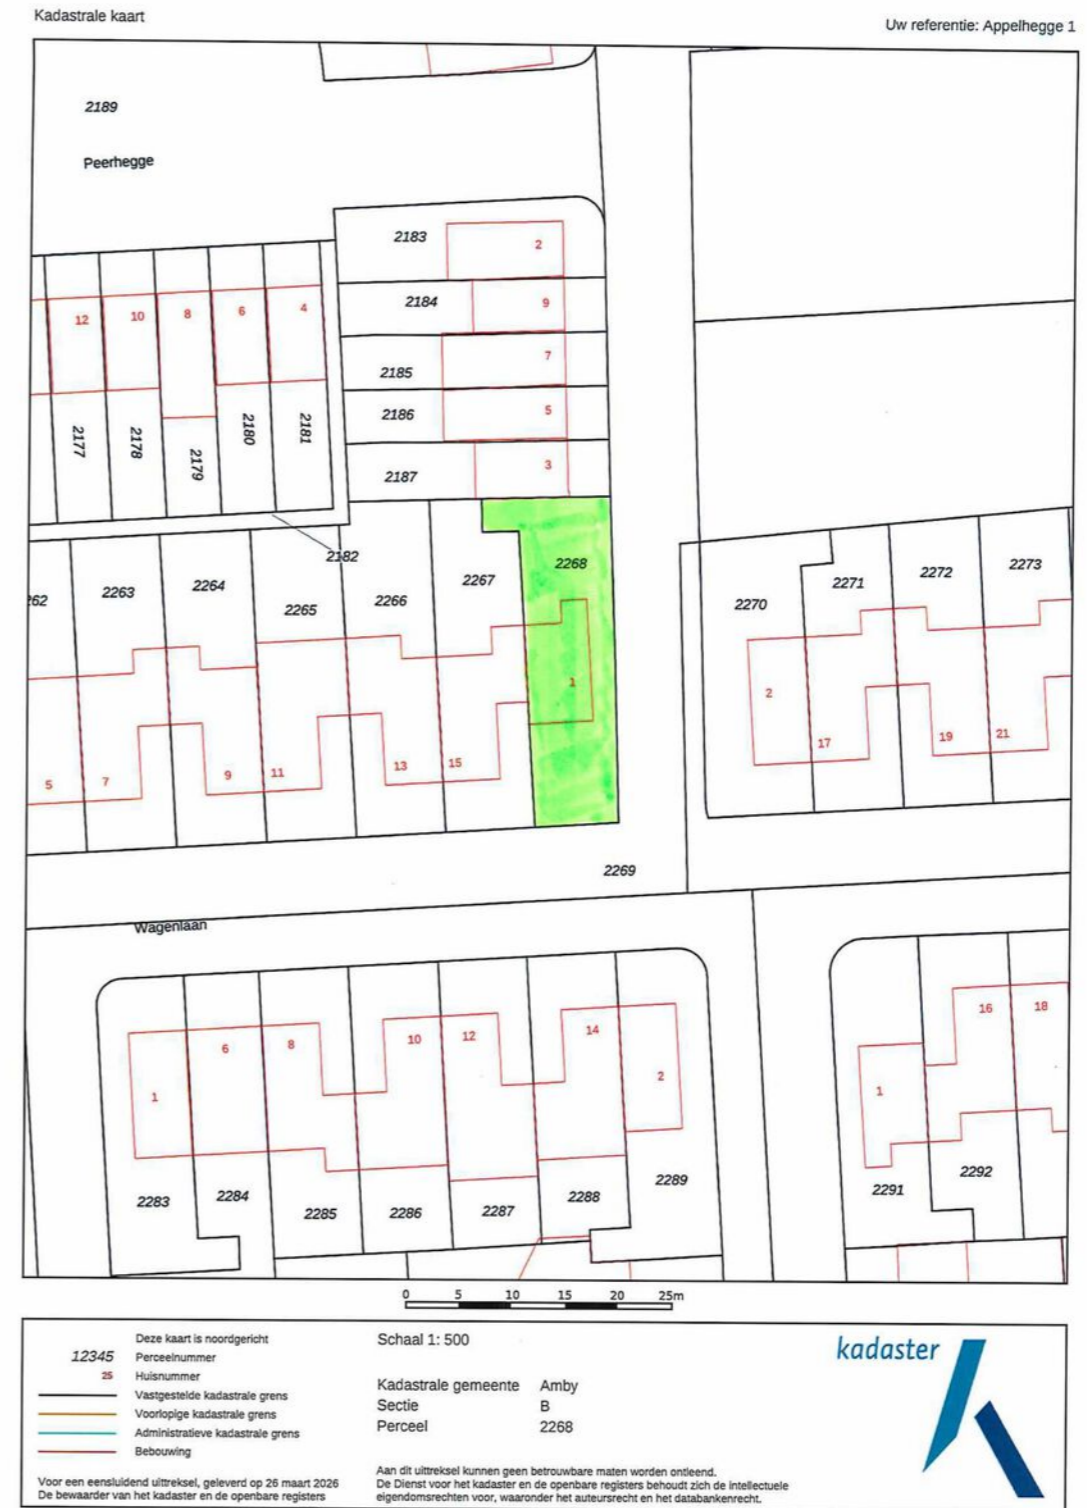 Kadastrale kaart
Uw referentie: Appelhegge 1
2189
Peerhegge
2183
2
2184
9
12
10
8
6
4
7
2185
2186
5
2187
3
2177
2178
2179
2180
2181
2182
2268
262
2263
2264
2265
2266
2267
2270
2271
2272
2273
1
2
5
7
9
11
13
15
17
19
21
2269
Wagenlaan
1
6
8
10
12
14
2
1
16
18
2283
2284
2285
2286
2287
2288
2289
2291
2292
0 5 10 15 20 25m
Deze kaart is noordgericht
12345 Perceelnummer
25 Huisnummer
Vastgestelde kadastrale grens
Voorlopige kadastrale grens
Administratieve kadastrale grens
Bebouwing
Voor een eensluidend uittreksel, geleverd op 26 maart 2026
De bewaarder van het kadaster en de openbare registers
Schaal 1: 500
Kadastrale gemeente Amby
Sectie B
Perceel 2268
Aan dit uittreksel kunnen geen betrouwbare maten worden ontleend.
De Dienst voor het kadaster en de openbare registers behoudt zich de intellectuele
eigendomsrechten voor, waaronder het auteursrecht en het databankenrecht.
kadaster